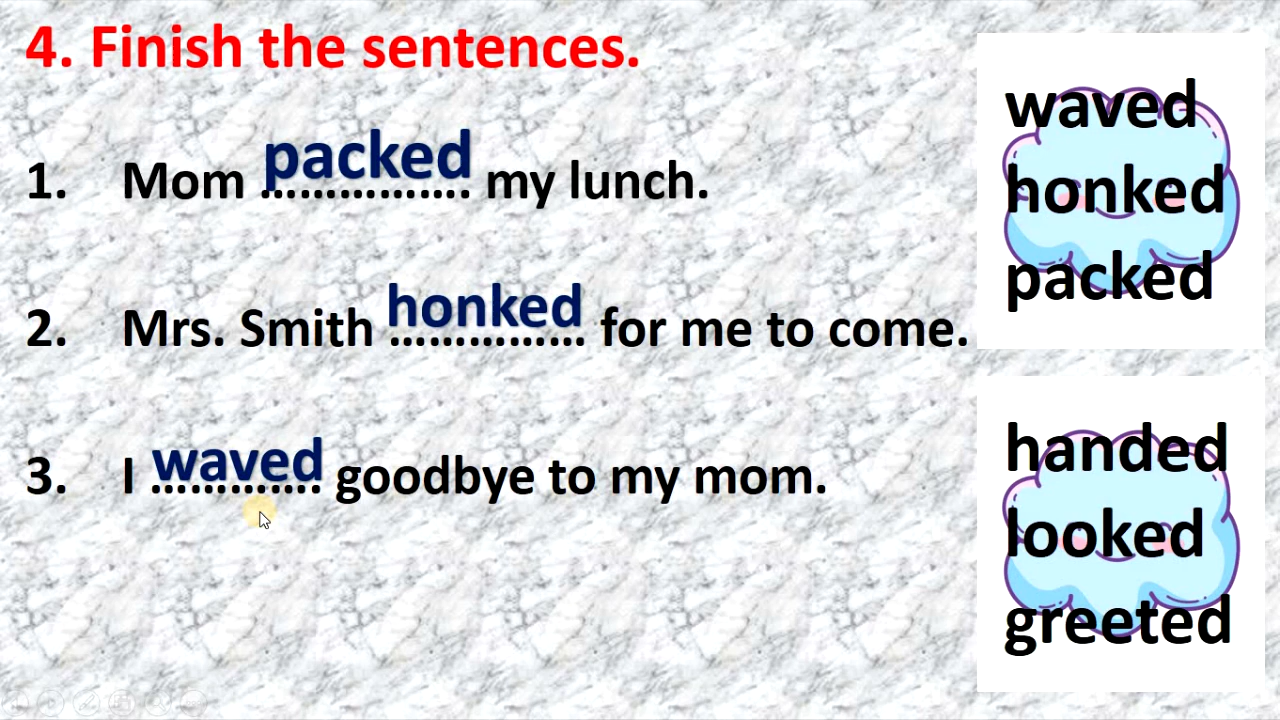 4. Finish the sentences.
1. Mom packed my lunch.
2. Mrs. Smith honked for me to come.
3. I waved goodbye to my mom.
waved
honked
packed
handed
looked
greeted